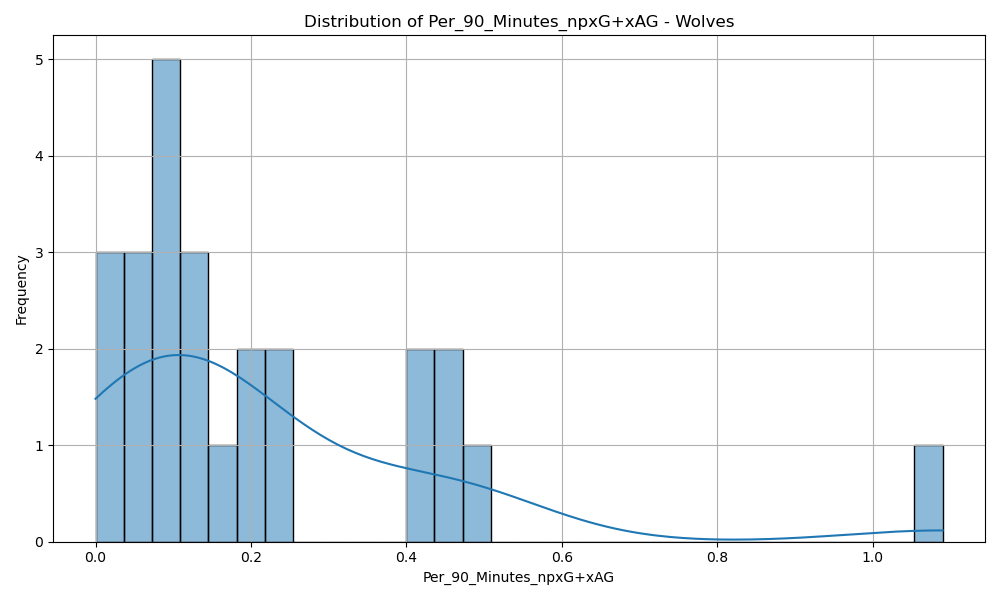 Distribution of Per_90_Minutes_npxG+xAG - Wolves
5
4
3
2
1
0
Frequency
0.0 0.2 0.4 0.6 0.8 1.0
Per_90_Minutes_npxG+xAG